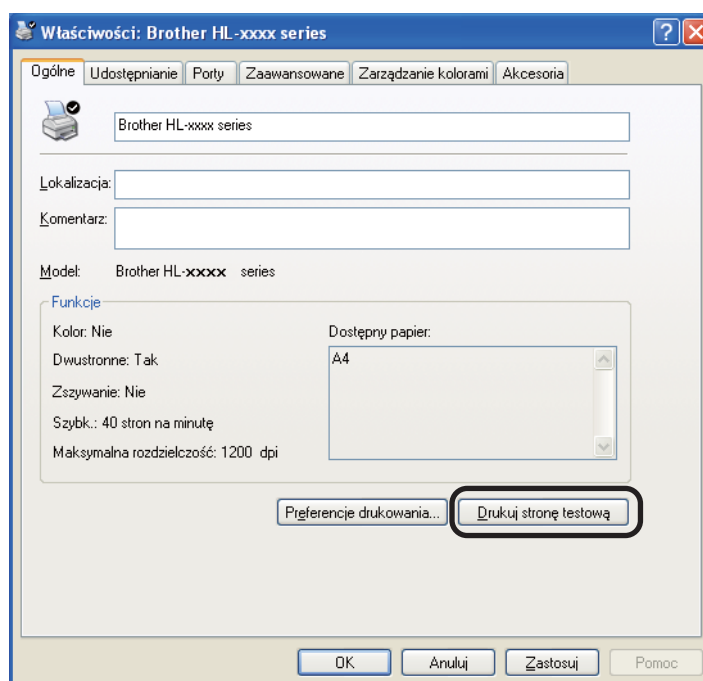 Właściwości: Brother HL-xxxx series
Ogólne Udostępnianie Porty Zaawansowane Zarządzanie kolorami Akcesoria
Brother HL-xxxx series
Lokalizacja:
Komentarz:
Model: Brother HL-xxxx series
Funkcje
Kolor: Nie
Dostępny papier:
Dwustronne: Tak
A4
Zszywanie: Nie
Szybk.: 40 stron na minutę
Maksymalna rozdzielczość: 1200 dpi
Preferencje drukowania... Drukuj stronę testową
OK Anuluj Zastosuj Pomoc